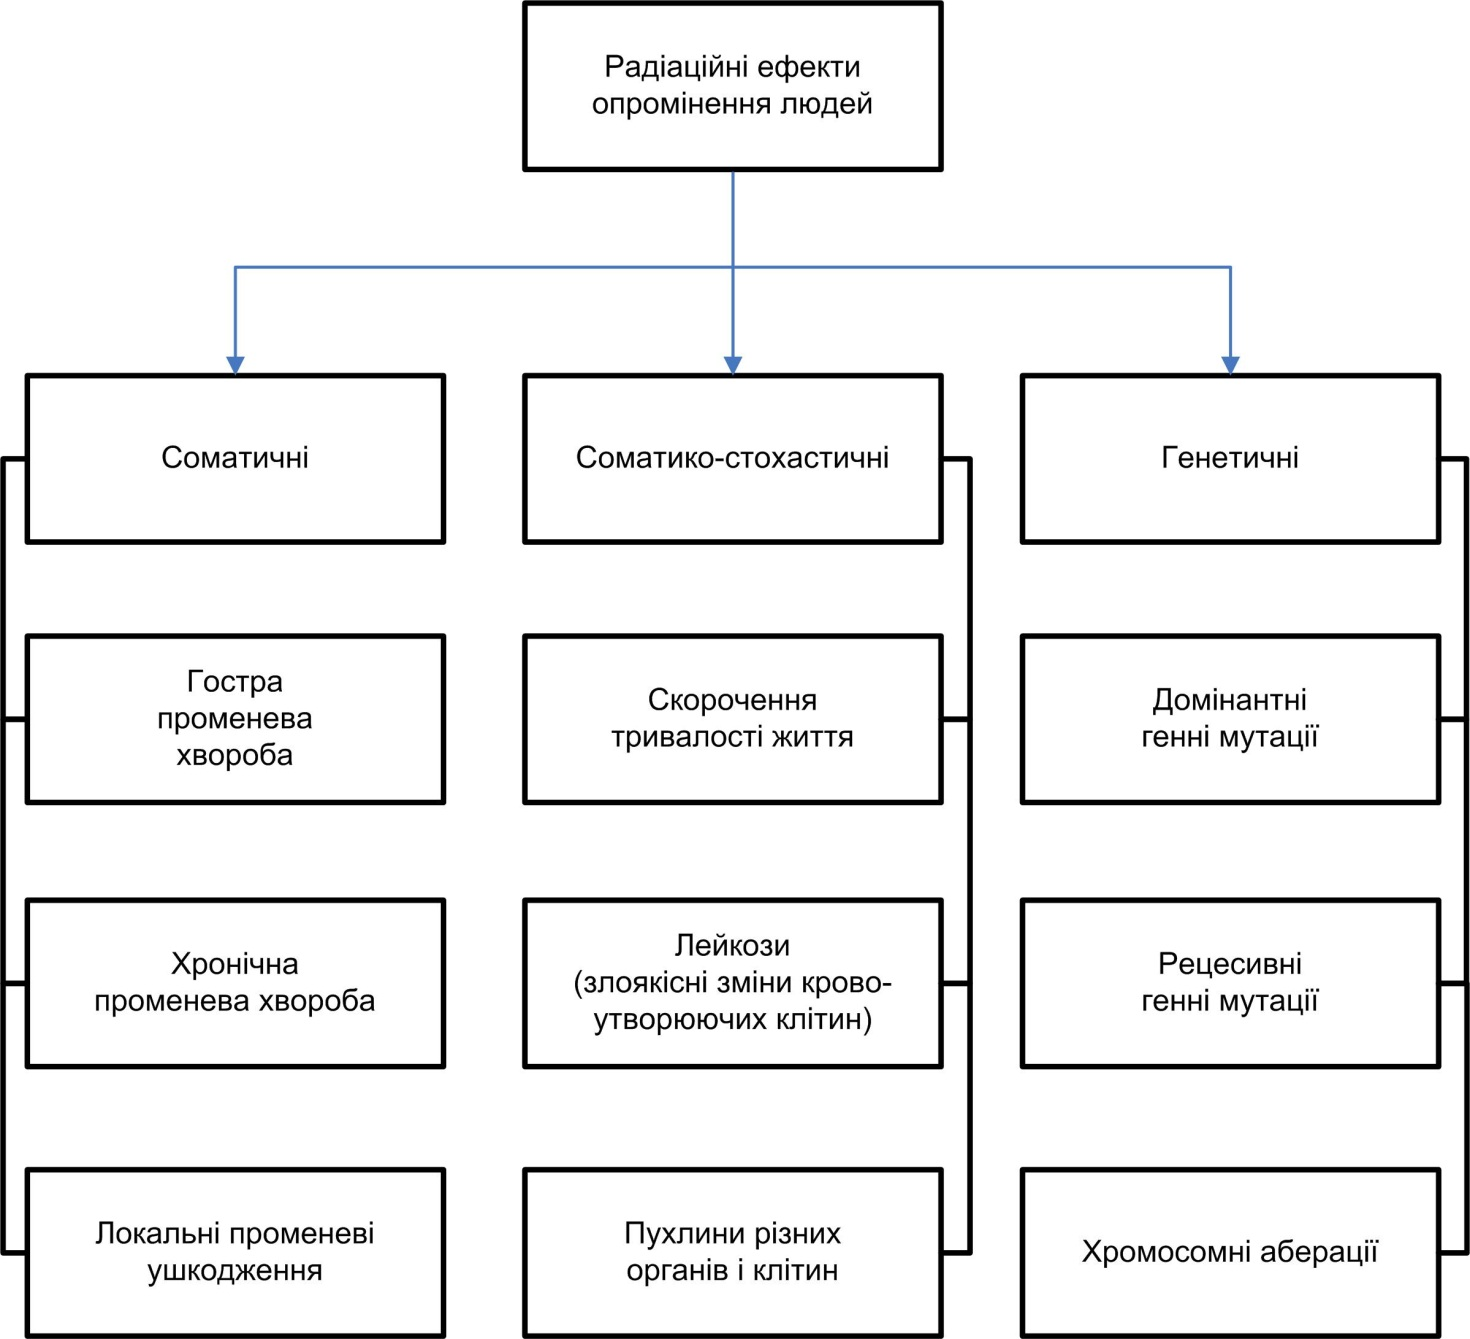 Радіаційні ефекти
опромінення людей
Соматичні
Соматико-стохастичні
Генетичні
Гостра
променева
хвороба
Скорочення
тривалості життя
Домінантні
генні мутації
Хронічна
променева хвороба
Лейкози
(злоякісні зміни крово-
утворюючих клітин)
Рецесивні
генні мутації
Локальні променеві
ушкодження
Пухлини різних
органів і клітин
Хромосомні аберації